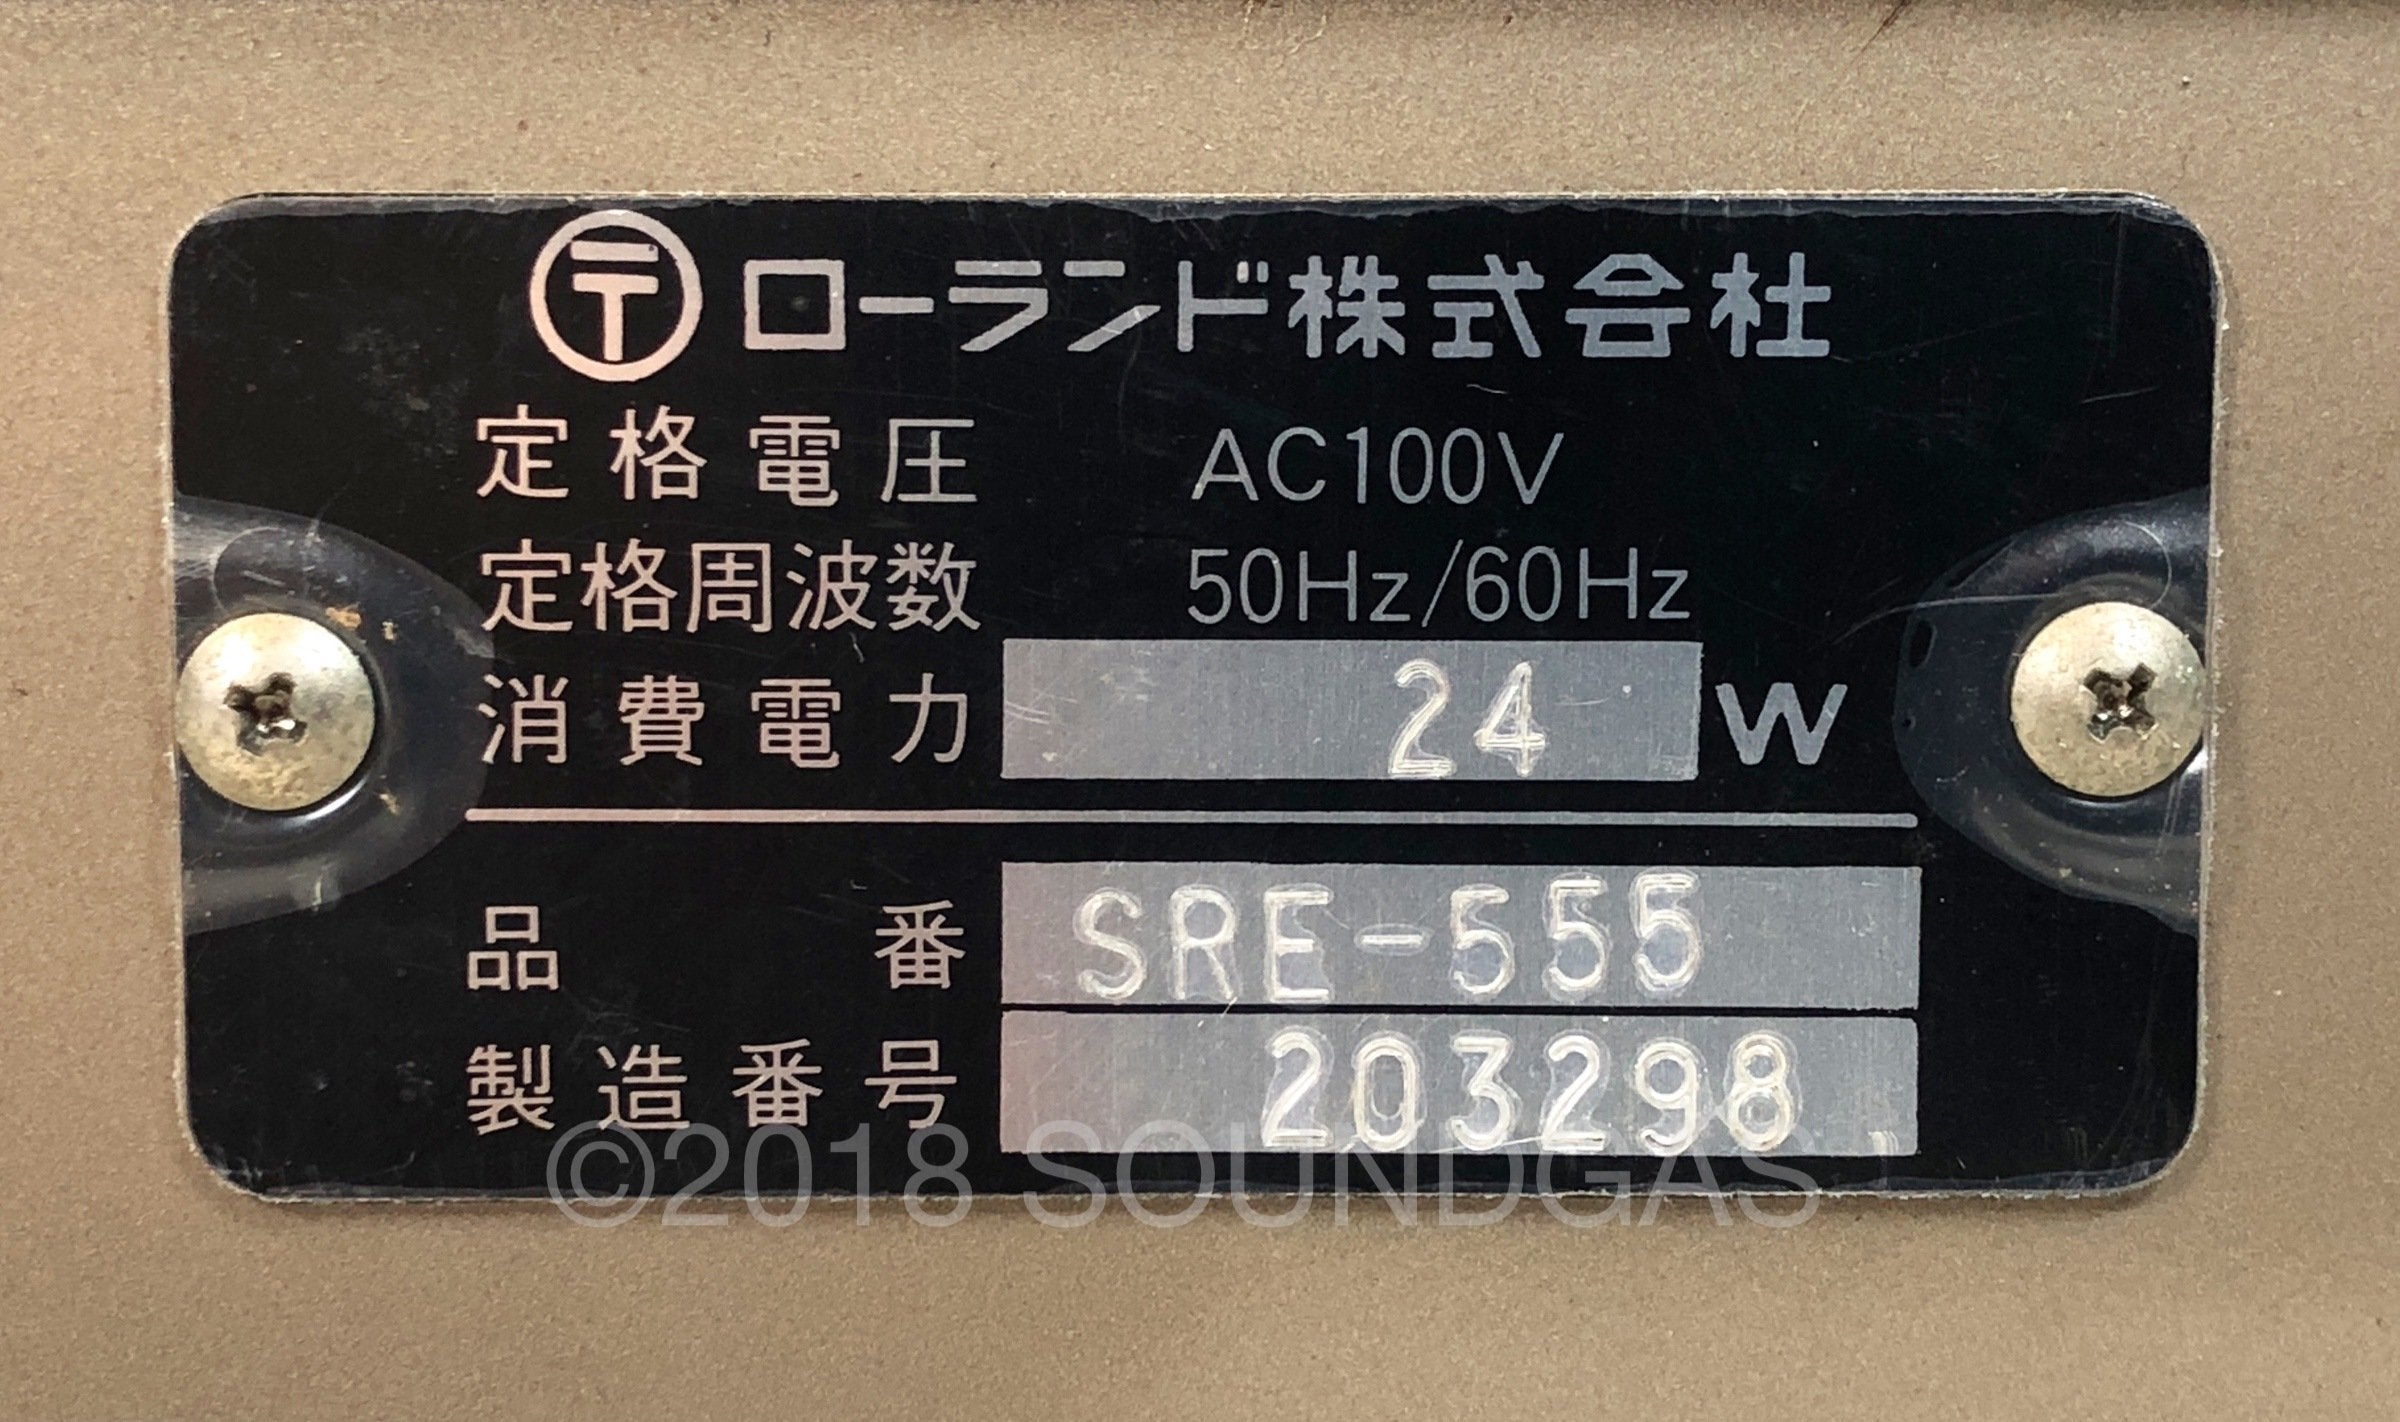 〒 ローランド株式会社
定格電圧 AC100V
定格周波数 50Hz/60Hz
消費電力 24 W
品番 SRE-555
製造番号 203298
©2018 SOUNDGAS